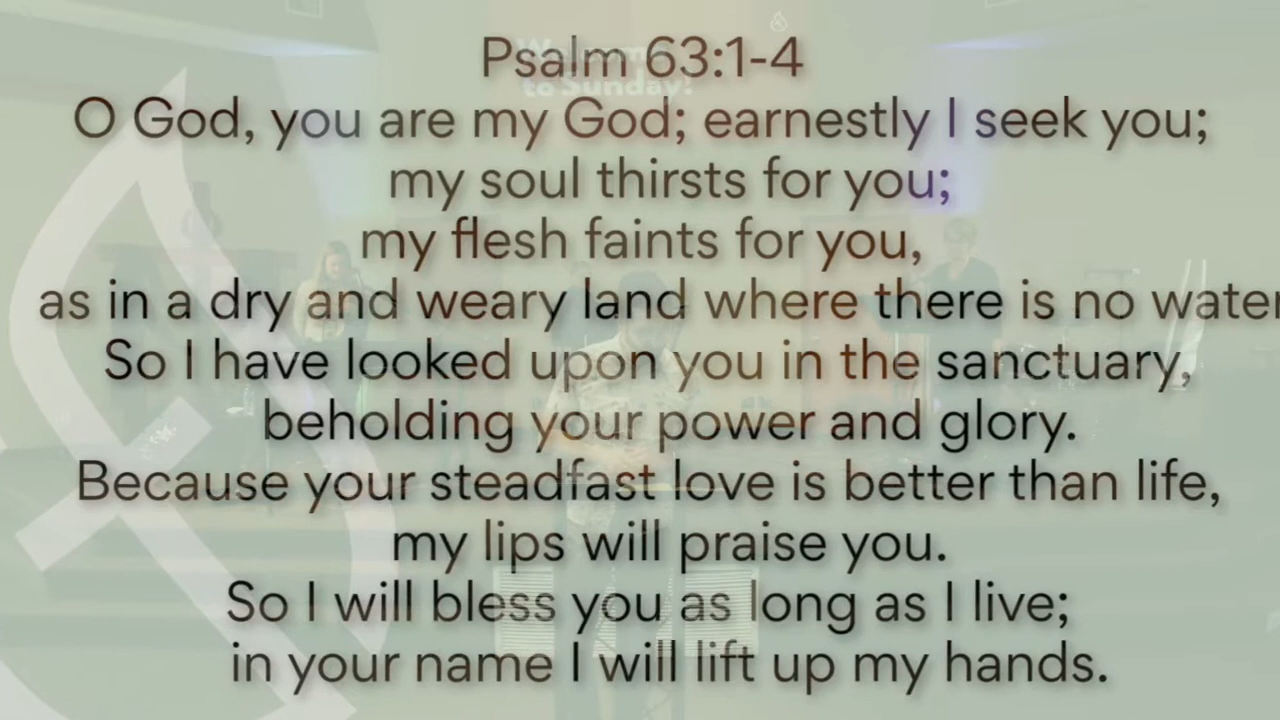 Psalm 63:1-4
Welcome
to Sunday!
O God, you are my God; earnestly I seek you;
my soul thirsts for you;
my flesh faints for you,
as in a dry and weary land where there is no water
So I have looked upon you in the sanctuary,
beholding your power and glory.
Because your steadfast love is better than life,
my lips will praise you.
So I will bless you as long as I live;
in your name I will lift up my hands.